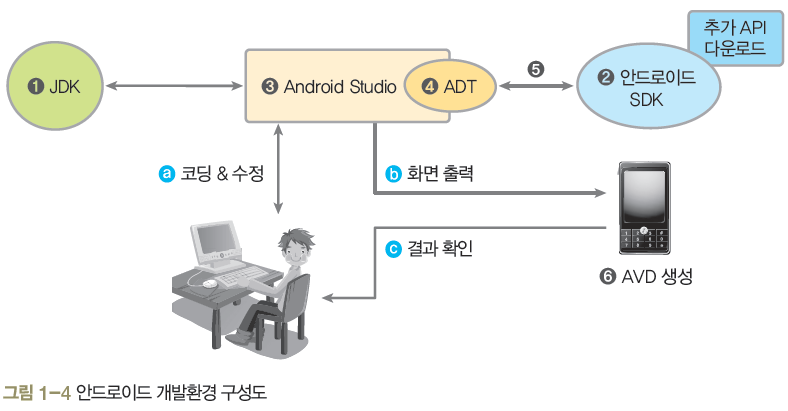 추가 API
다운로드
❶ JDK
❸ Android Studio
❹ ADT
❺
❷ 안드로이드
SDK
ⓐ 코딩 & 수정
ⓑ 화면 출력
ⓒ 결과 확인
❻ AVD 생성
그림 1-4 안드로이드 개발환경 구성도